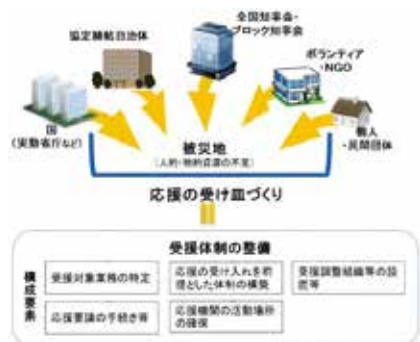 全国知事会・
ブロック知事会
協定締結自治体
ボランティア
・NGO
国
(実動省庁など)
被災地
(人的・物的資源の不足)
個人
・民間団体
応援の受け皿づくり
受援体制の整備
構成要素
受援対象業務の特定
応援の受け入れを前
提とした体制の構築
受援調整組織等の設
置等
応援要請の手続き等
応援機関の活動場所
の確保